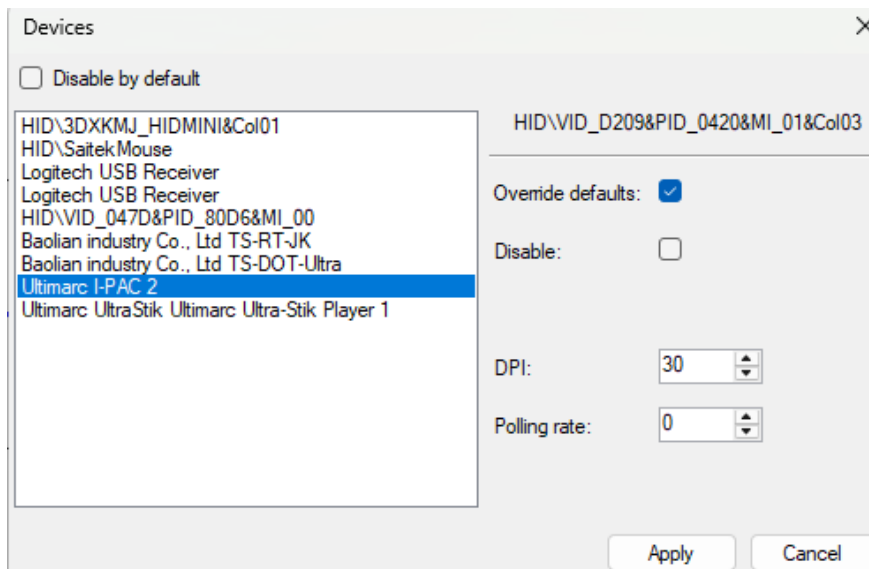 Devices
Disable by default
HID\3DXKMJ_HIDMINI&Col01
HID\SaitekMouse
Logitech USB Receiver
Logitech USB Receiver
HID\VID_047D&PID_80D6&MI_00
Baolian industry Co., Ltd TS-RT-JK
Baolian industry Co., Ltd TS-DOT-Ultra
Ultimarc I-PAC 2
Ultimarc UltraStik Ultimarc Ultra-Stik Player 1
HID\VID_D209&PID_0420&MI_01&Col03
Override defaults:
Disable:
DPI: 30
Polling rate: 0
Apply Cancel